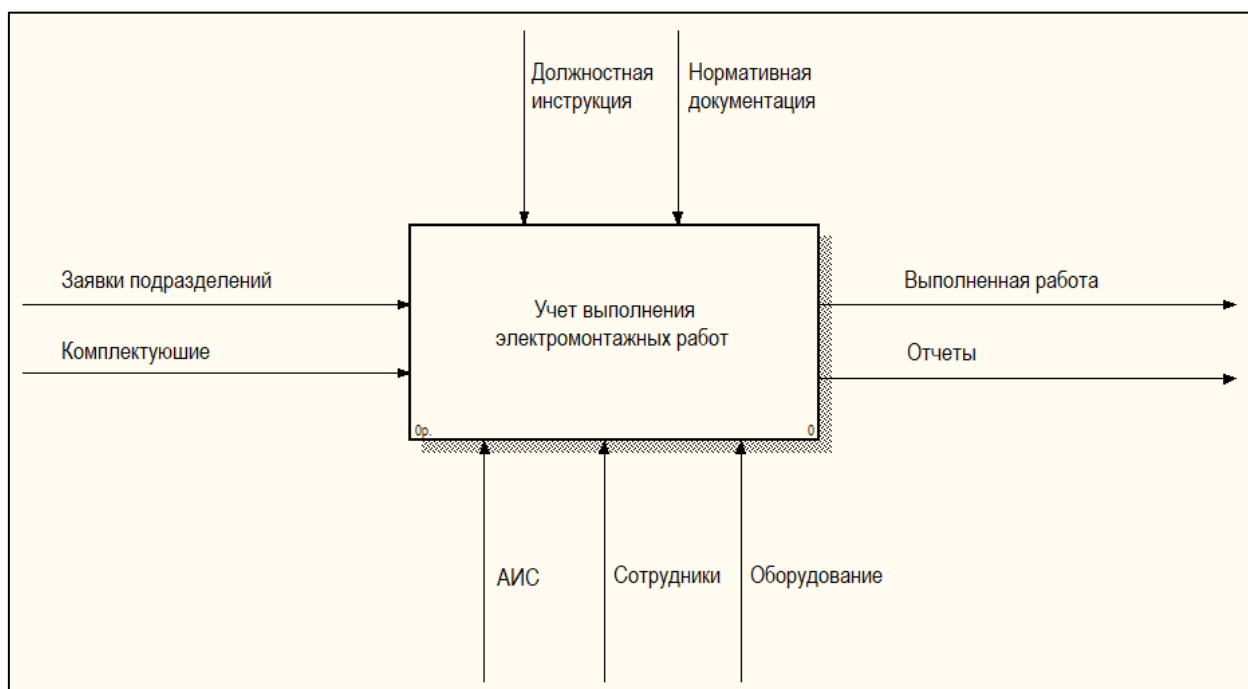 Должностная
инструкция
Нормативная
документация
Заявки подразделений
Комплектуюшие
Учет выполнения
электромонтажных работ
0р.
0
Выполненная работа
Отчеты
АИС
Сотрудники
Оборудование